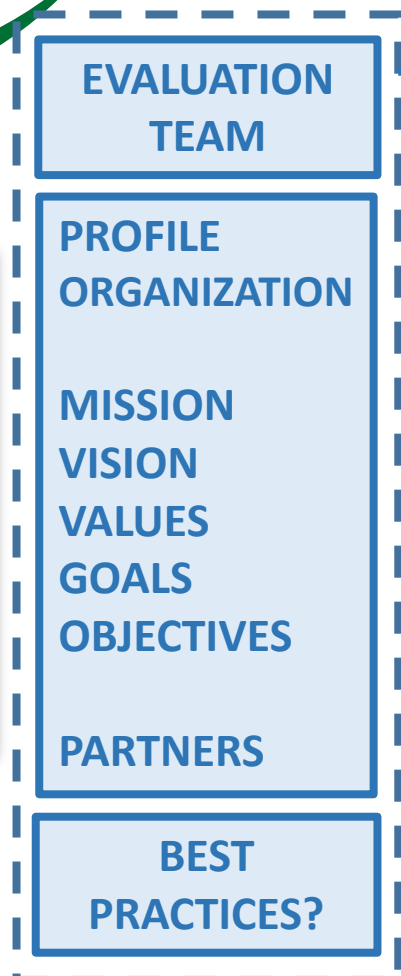 EVALUATION
TEAM
PROFILE
ORGANIZATION
MISSION
VISION
VALUES
GOALS
OBJECTIVES
PARTNERS
BEST
PRACTICES?